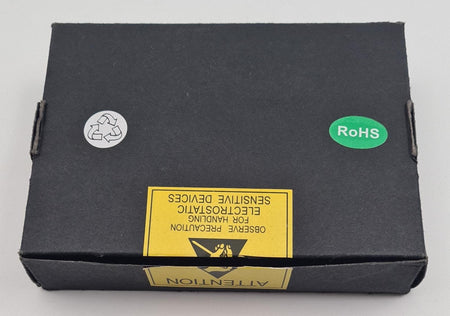 RoHS
ATTENTION
OBSERVE PRECAUTION
FOR HANDLING
ELECTROSTATIC
SENSITIVE DEVICES